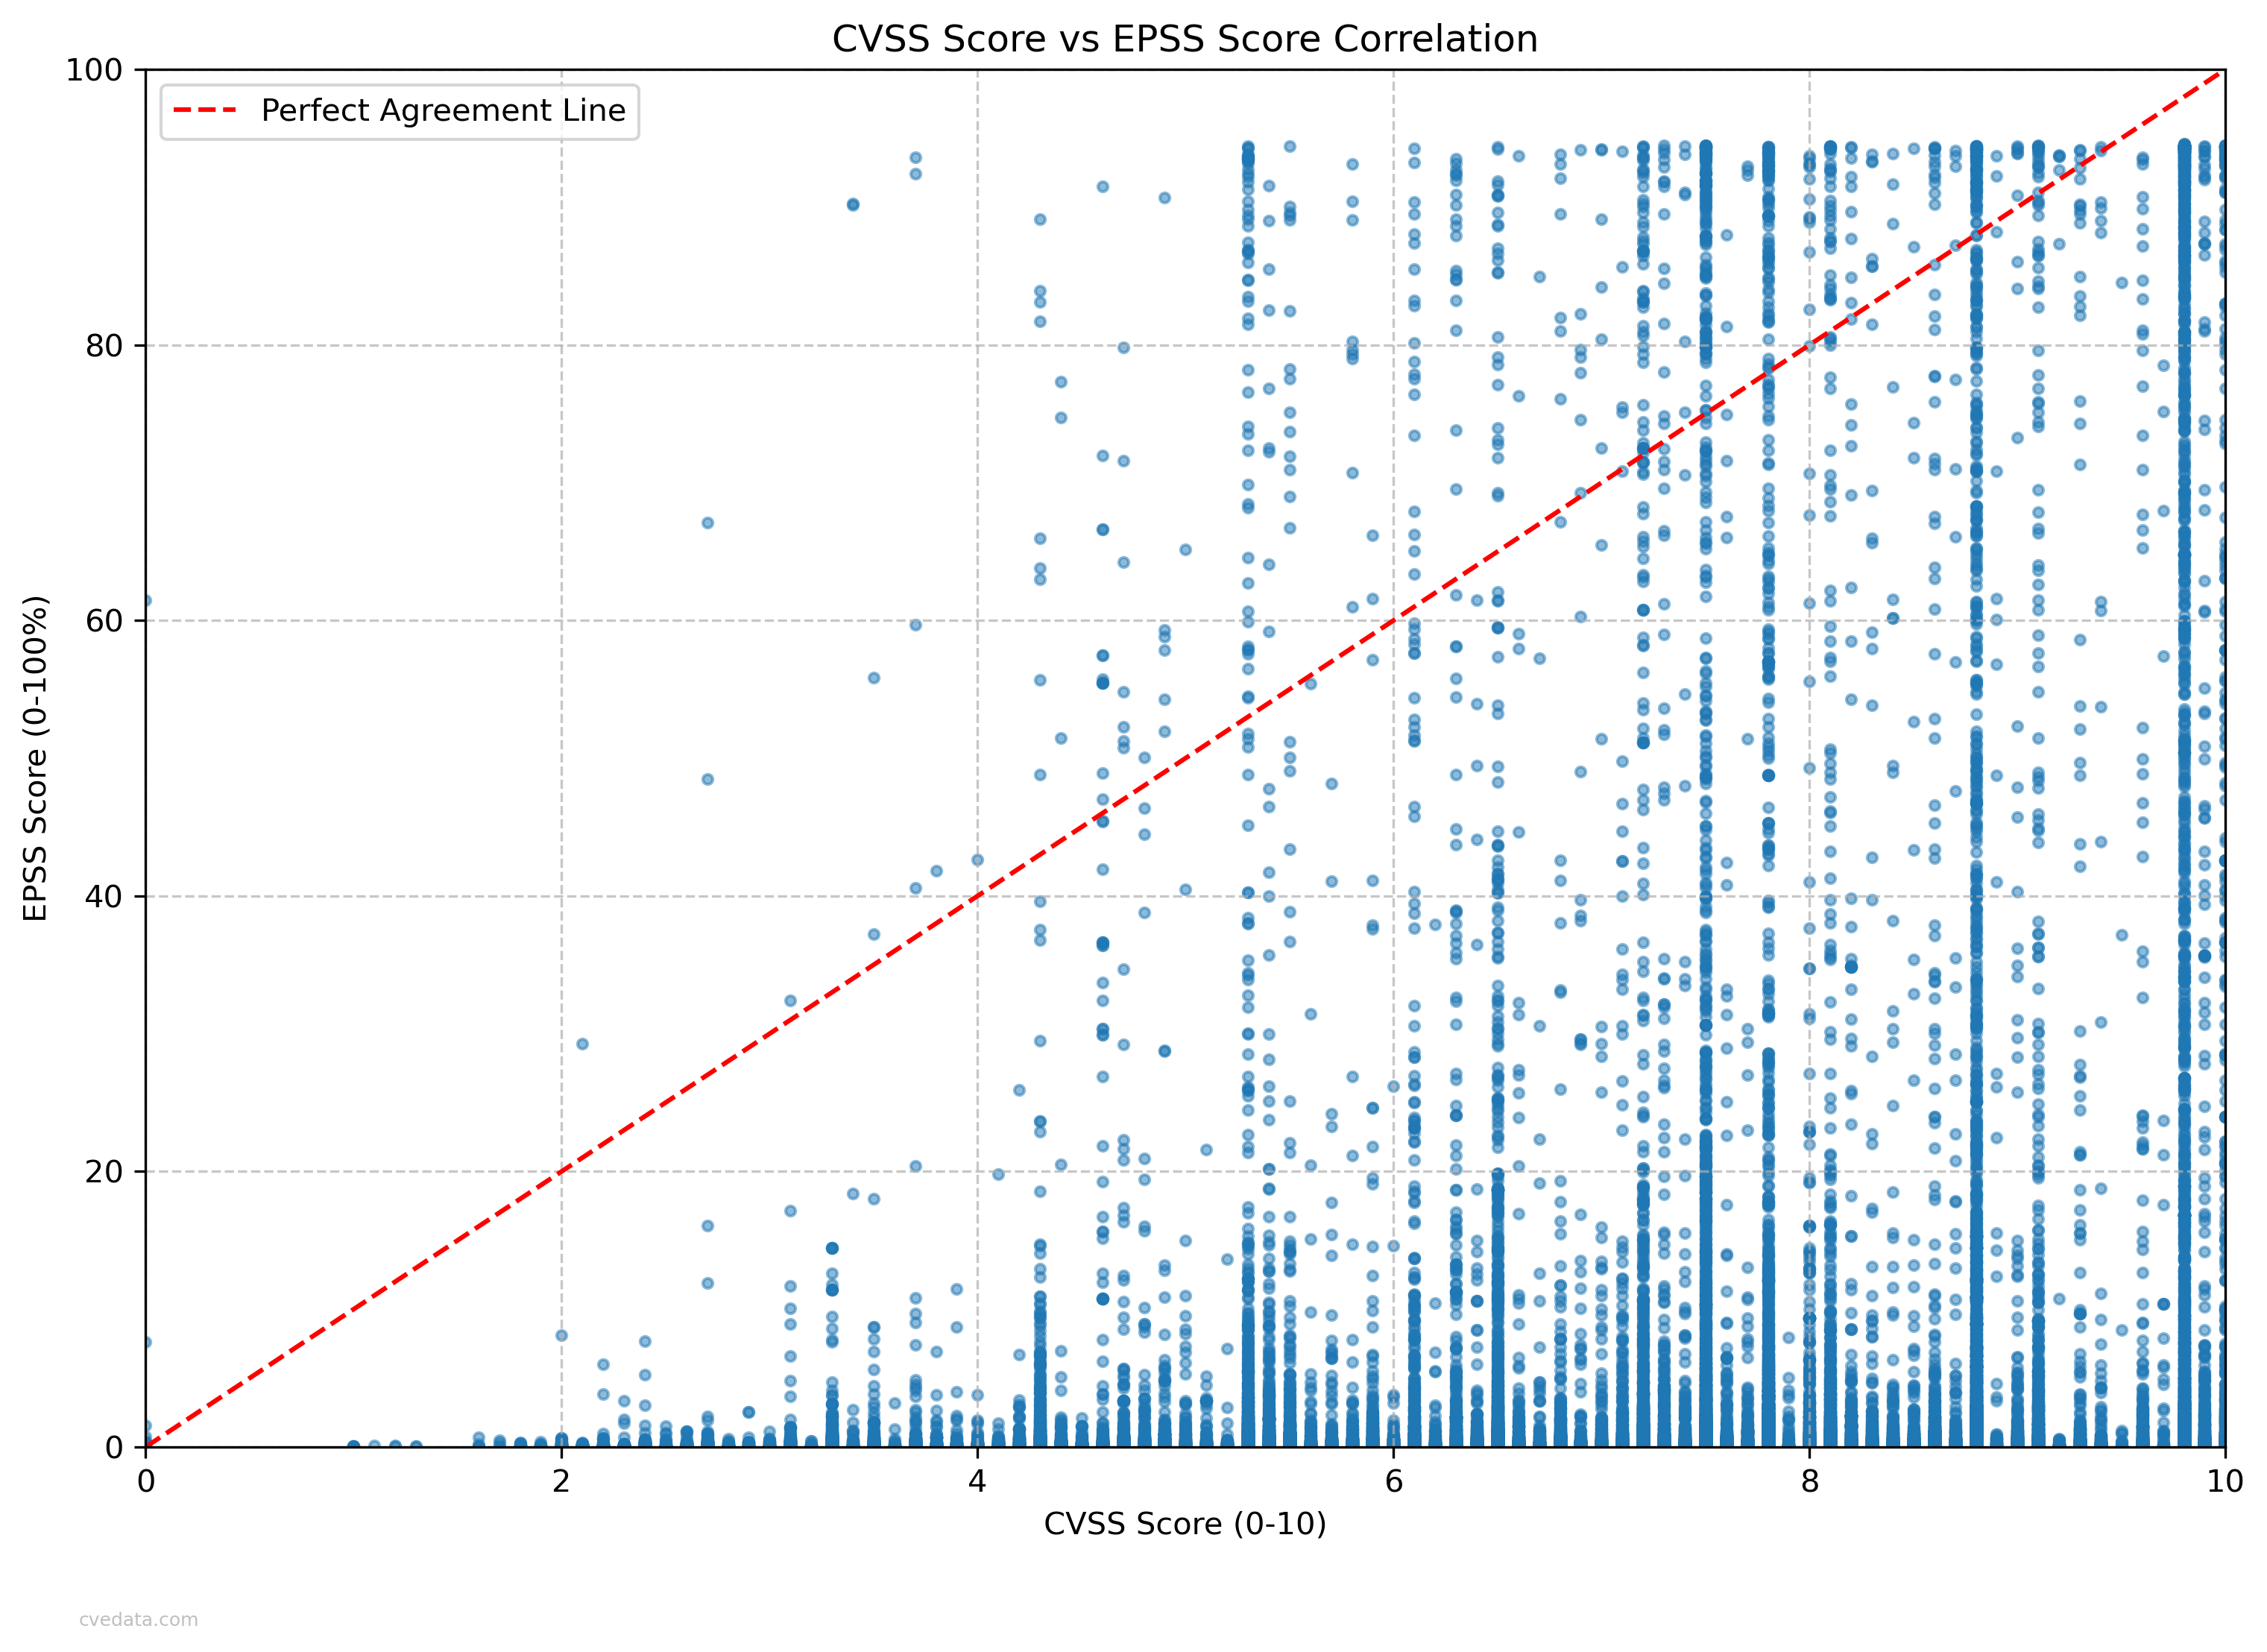 CVSS Score vs EPSS Score Correlation
Perfect Agreement Line
EPSS Score (0-100%)
100
80
60
40
20
0
0 2 4 6 8 10
CVSS Score (0-10)
cvedata.com